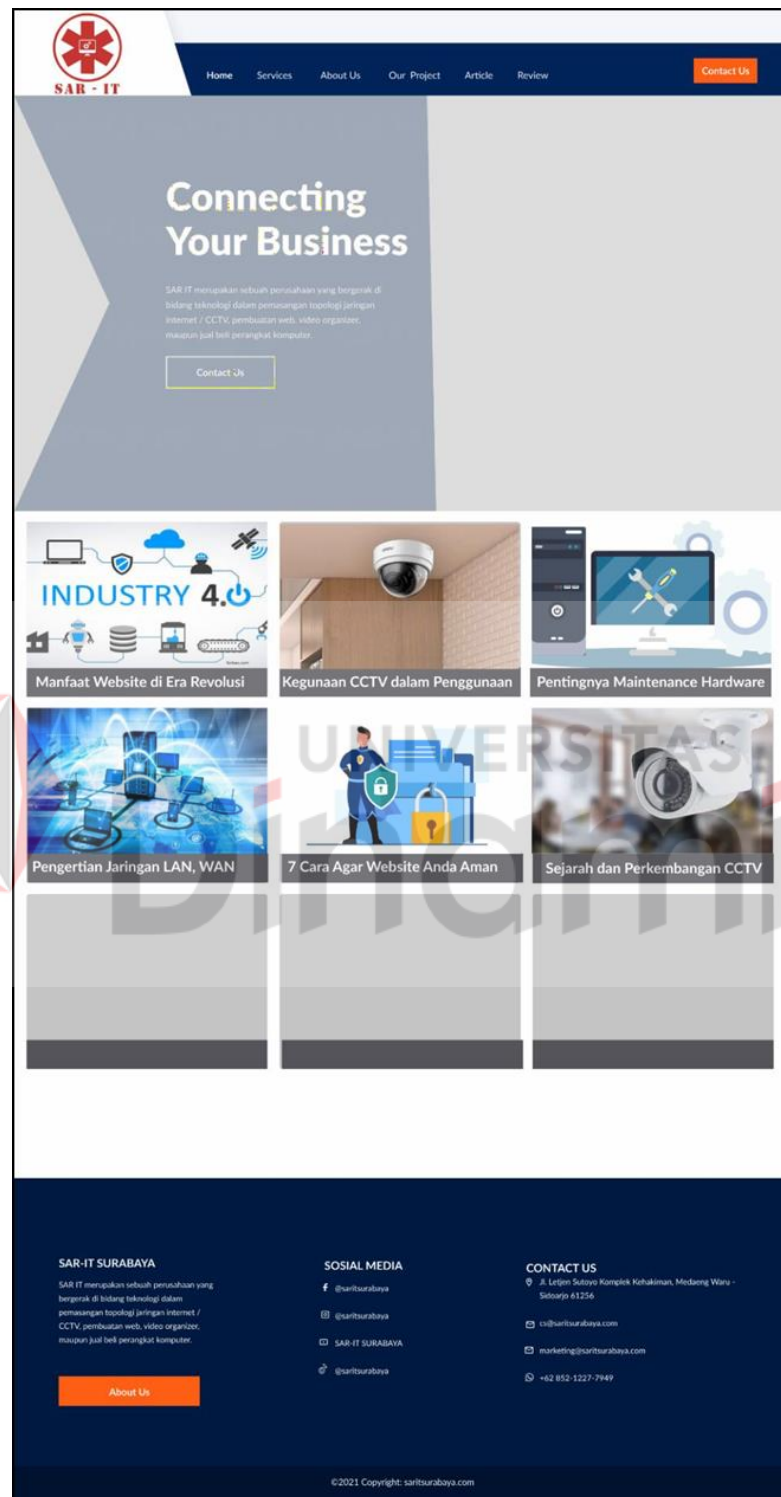 SAR - IT
Home Services About Us Our Project Article Review
Contact Us
Connecting
Your Business
SAR IT merupakan sebuah perusahaan yang bergerak di
bidang teknologi dalam pemasangan topologi jaringan
internet / CCTV, pembuatan web, video organizer,
maupun jual beli perangkat komputer.
Contact Us
INDUSTRY 4.0
Manfaat Website di Era Revolusi
Kegunaan CCTV dalam Penggunaan
Pentingnya Maintenance Hardware
UNIVERSITAS
Dinami
Pengertian Jaringan LAN, WAN
7 Cara Agar Website Anda Aman
Sejarah dan Perkembangan CCTV
SAR-IT SURABAYA
SAR IT merupakan sebuah perusahaan yang
bergerak di bidang teknologi dalam
pemasangan topologi jaringan internet /
CCTV, pembuatan web, video organizer,
maupun jual beli perangkat komputer.
About Us
SOSIAL MEDIA
@saritsurabaya
@saritsurabaya
SAR-IT SURABAYA
@saritsurabaya
CONTACT US
Jl. Letjen Sutoyo Komplek Kehakiman, Medaeng Waru -
Sidoarjo 61256
cs@saritsurabaya.com
marketing@saritsurabaya.com
+62 852-1227-7949
©2021 Copyright: saritsurabaya.com